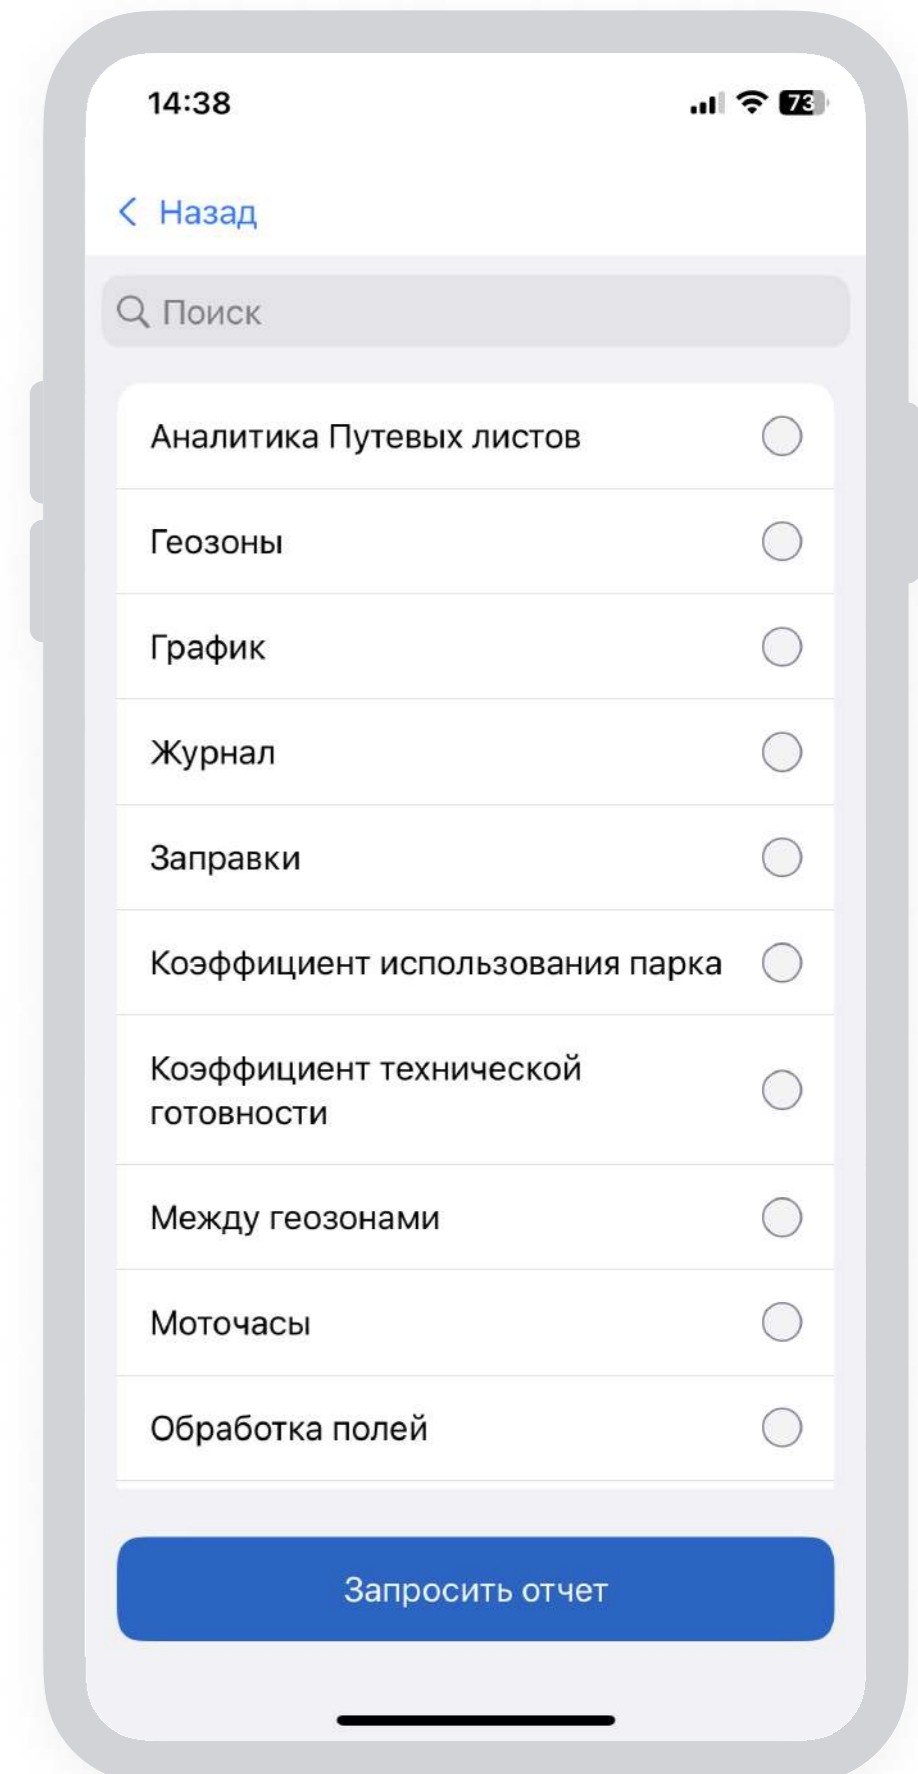 14:38
73
Назад
Поиск
Аналитика Путевых листов
Геозоны
График
Журнал
Заправки
Коэффициент использования парка
Коэффициент технической
готовности
Между геозонами
Моточасы
Обработка полей
Запросить отчет